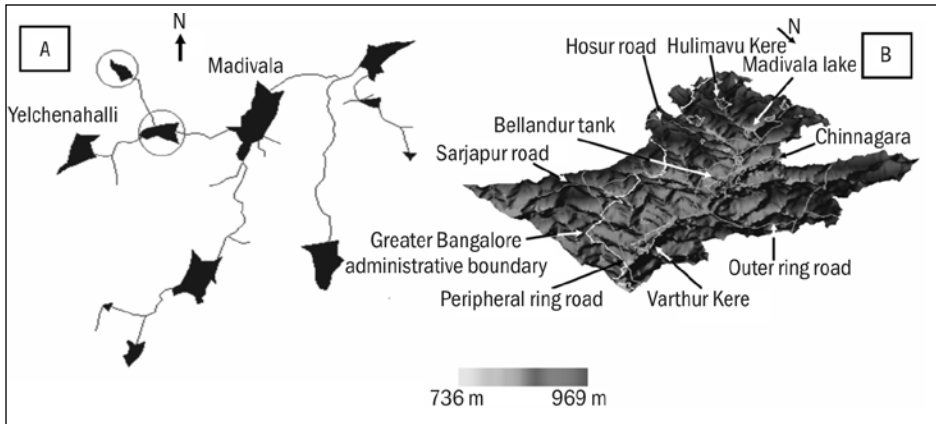 A
N
Madivala
Yelchenahalli
N
B
Hosur road
Hulimavu Kere
Madivala lake
Bellandur tank
Chinnagara
Sarjapur road
Greater Bangalore
administrative boundary
Outer ring road
Peripheral ring road
Varthur Kere
736 m
969 m